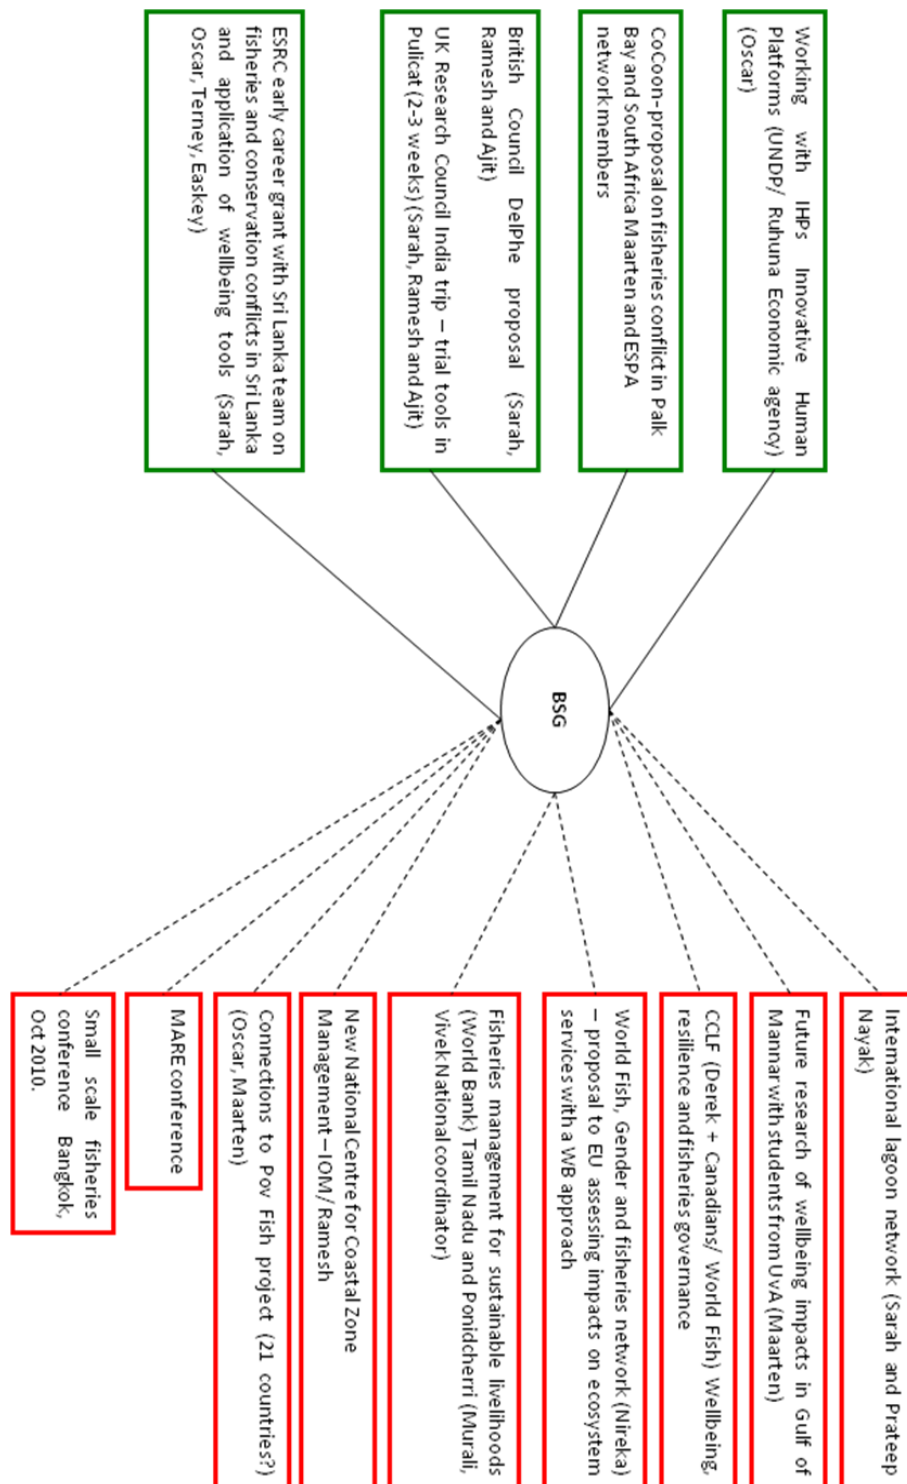 Working with IHPs Innovative Human
Platforms (UNDP/ Ruhuna Economic agency)
(Oscar)
CoCoon-proposal on fisheries conflict in Palk
Bay and South Africa Maarten and ESPA
network members
British Council DelPhe proposal (Sarah,
Ramesh and Ajit)
UK Research Council India trip – trial tools in
Pulicat (2-3 weeks) (Sarah, Ramesh and Ajit)
ESRC early career grant with Sri Lanka team on
fisheries and conservation conflicts in Sri Lanka
and application of wellbeing tools (Sarah,
Oscar, Terney, Easkey)
BSG
International lagoon network (Sarah and Prateep
Nayak)
Future research of wellbeing impacts in Gulf of
Mannar with students from UvA (Maarten)
CCLF (Derek + Canadians/ World Fish) Wellbeing,
resilience and fisheries governance
World Fish, Gender and fisheries network (Nireka)
– proposal to EU assessing impacts on ecosystem
services with a WB approach
Fisheries management for sustainable livelihoods
(World Bank) Tamil Nadu and Ponidcherri (Murali,
Vivek National coordinator)
New National Centre for Coastal Zone
Management – IOM/ Ramesh
Connections to Pov Fish project (21 countries?)
(Oscar, Maarten)
MARE conference
Small scale fisheries
conference Bangkok,
Oct 2010.